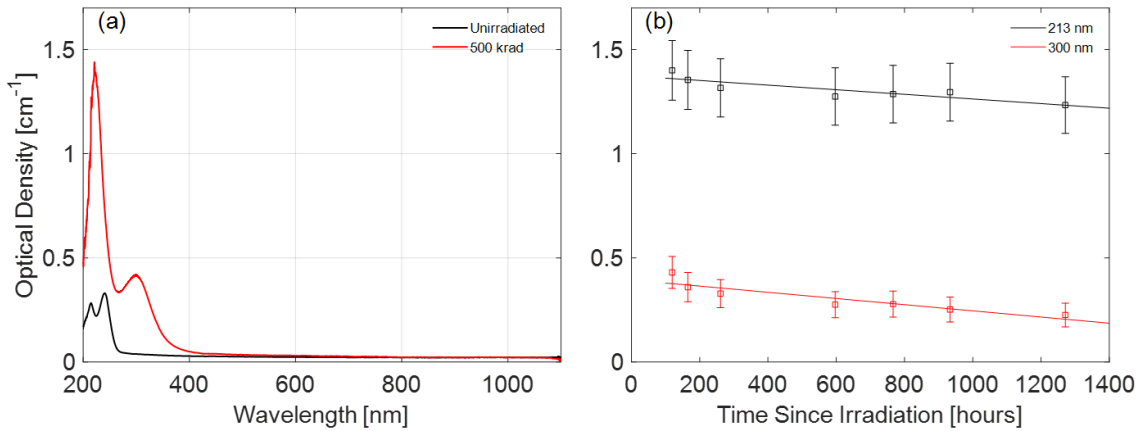 (a)
Unirradiated
500 krad
Optical Density [cm⁻¹]
1.5
1
0.5
0
200
400
600
800
1000
Wavelength [nm]
(b)
213 nm
300 nm
1.5
1
0.5
0
0
200
400
600
800
1000
1200
1400
Time Since Irradiation [hours]